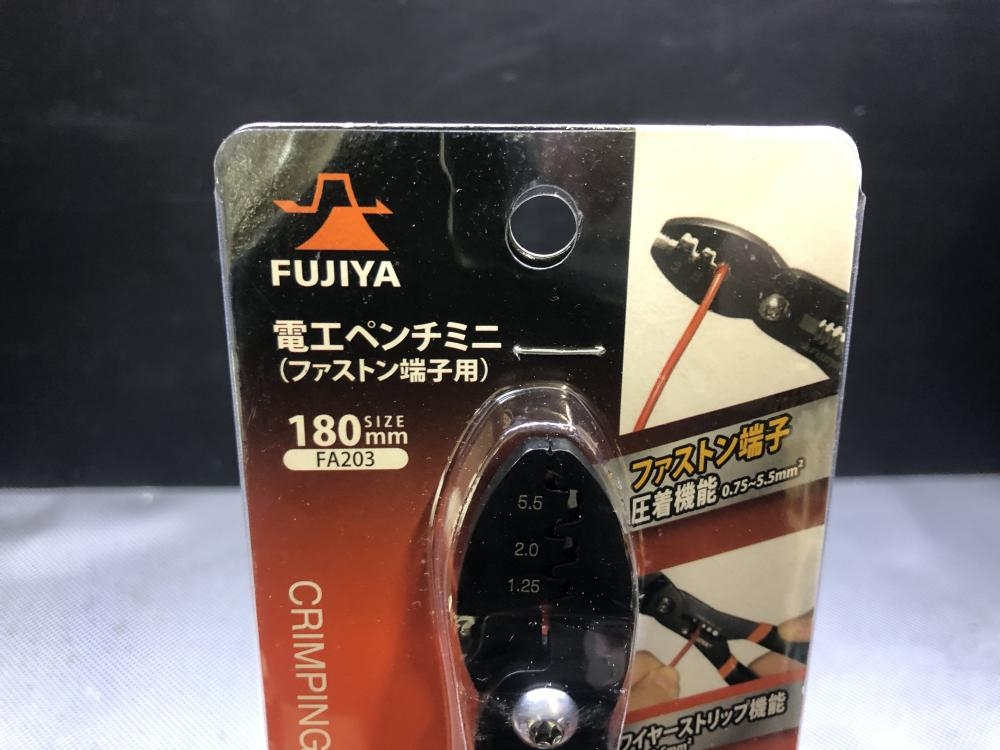 FUJIYA
電工ペンチミニ
(ファストン端子用)
180mm SIZE
FA203
CRIMPING
5.5
2.0
1.25
ファストン端子
圧着機能 0.75~5.5mm²
ワイヤーストリップ機能